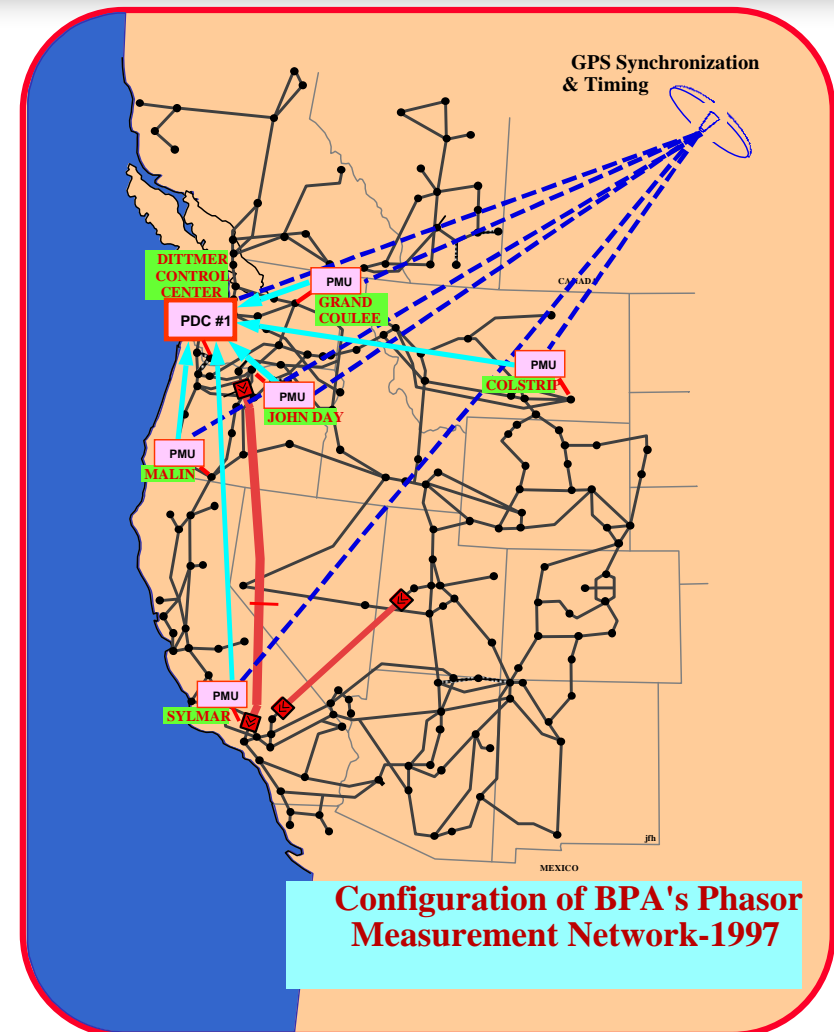 GPS Synchronization
& Timing
DITTMER
CONTROL
CENTER
PDC #1
PMU
GRAND
COULEE
CANADA
PMU
COLSTRIP
PMU
JOHN DAY
PMU
MALIN
PMU
SYLMAR
jfh
MEXICO
Configuration of BPA's Phasor
Measurement Network-1997